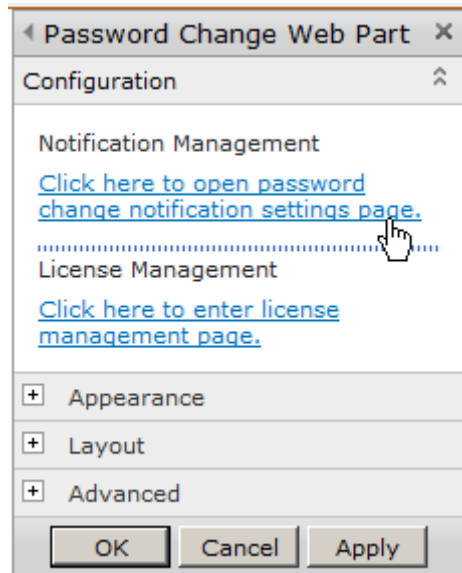 Password Change Web Part
Configuration
Notification Management
Click here to open password
change notification settings page.
License Management
Click here to enter license
management page.
Appearance
Layout
Advanced
OK Cancel Apply